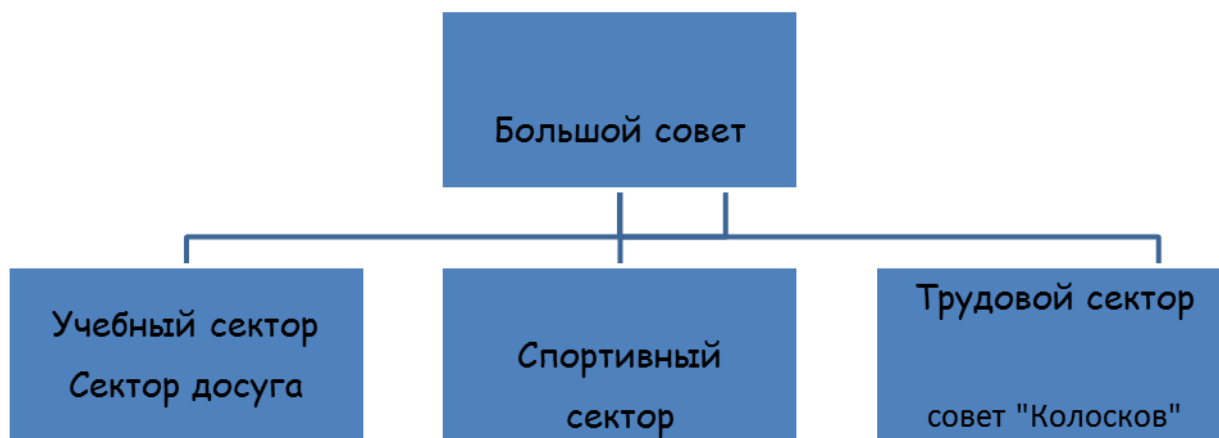 Большой совет
Учебный сектор
Сектор досуга
Спортивный
сектор
Трудовой сектор
совет "Колосков"